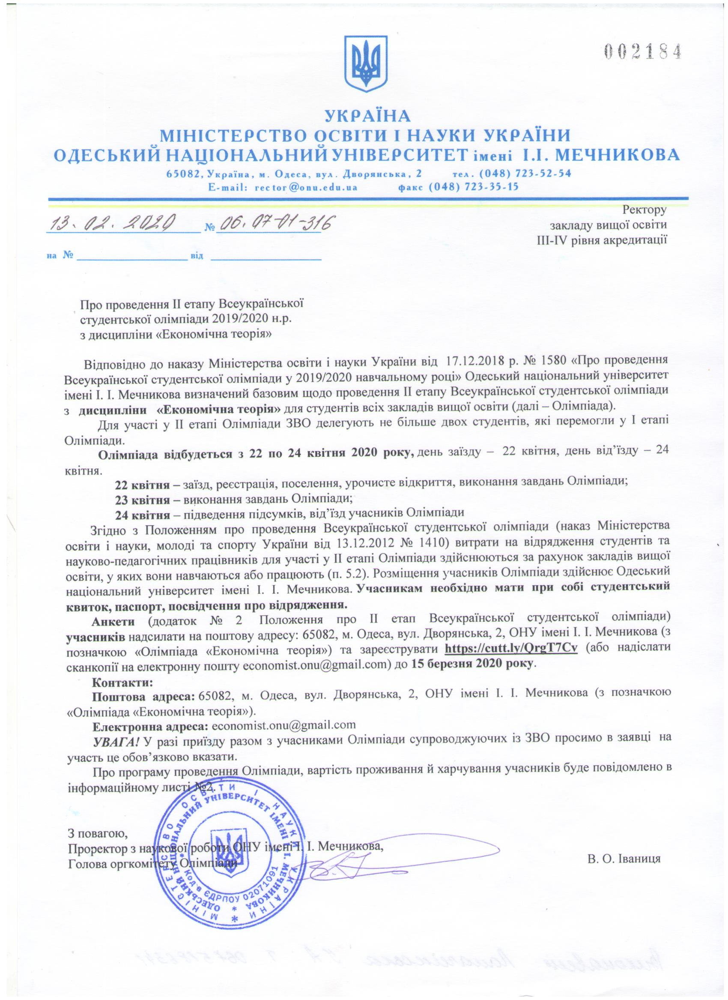 002184
УКРАЇНА
МІНІСТЕРСТВО ОСВІТИ І НАУКИ УКРАЇНИ
ОДЕСЬКИЙ НАЦІОНАЛЬНИЙ УНІВЕРСИТЕТ імені І.І. МЕЧНИКОВА
65082, Україна, м. Одеса, вул. Дворянська, 2 тел. (048) 723-52-54
E-mail: rector@onu.edu.ua факс (048) 723-35-15
13.02.2020 № 06.07-01-316
на № від
Ректору
закладу вищої освіти
III-IV рівня акредитації
Про проведення II етапу Всеукраїнської
студентської олімпіади 2019/2020 н.р.
з дисципліни «Економічна теорія»
Відповідно до наказу Міністерства освіти і науки України від 17.12.2018 р. № 1580 «Про проведення
Всеукраїнської студентської олімпіади у 2019/2020 навчальному році» Одеський національний університет
імені І. І. Мечникова визначений базовим щодо проведення II етапу Всеукраїнської студентської олімпіади
з дисципліни «Економічна теорія» для студентів всіх закладів вищої освіти (далі – Олімпіада).
Для участі у II етапі Олімпіади ЗВО делегують не більше двох студентів, які перемогли у I етапі
Олімпіади.
Олімпіада відбудеться з 22 по 24 квітня 2020 року, день заїзду – 22 квітня, день від’їзду – 24
квітня.
22 квітня – заїзд, реєстрація, поселення, урочисте відкриття, виконання завдань Олімпіади;
23 квітня – виконання завдань Олімпіади;
24 квітня – підведення підсумків, від’їзд учасників Олімпіади
Згідно з Положенням про проведення Всеукраїнської студентської олімпіади (наказ Міністерства
освіти і науки, молоді та спорту України від 13.12.2012 № 1410) витрати на відрядження студентів та
науково-педагогічних працівників для участі у II етапі Олімпіади здійснюються за рахунок закладів вищої
освіти, у яких вони навчаються або працюють (п. 5.2). Розміщення учасників Олімпіади здійснює Одеський
національний університет імені І. І. Мечникова. Учасникам необхідно мати при собі студентський
квиток, паспорт, посвідчення про відрядження.
Анкети (додаток № 2 Положення про II етап Всеукраїнської студентської олімпіади)
учасників надсилати на поштову адресу: 65082, м. Одеса, вул. Дворянська, 2, ОНУ імені І. І. Мечникова (з
позначкою «Олімпіада «Економічна теорія») та зареєструвати https://cutt.ly/QrgT7Cv (або надіслати
сканкопії на електронну пошту economist.onu@gmail.com) до 15 березня 2020 року.
Контакти:
Поштова адреса: 65082, м. Одеса, вул. Дворянська, 2, ОНУ імені І. І. Мечникова (з позначкою
«Олімпіада «Економічна теорія»).
Електронна адреса: economist.onu@gmail.com
УВАГА! У разі приїзду разом з учасниками Олімпіади супроводжуючих із ЗВО просимо в заявці на
участь це обов’язково вказати.
Про програму проведення Олімпіади, вартість проживання й харчування учасників буде повідомлено в
інформаційному листі №2.
З повагою,
Проректор з наукової роботи ОНУ імені І. І. Мечникова,
Голова оргкомітету Олімпіади
В. О. Іваниця
МІНІСТЕРСТВО ОСВІТИ І НАУКИ УКРАЇНИ
ОДЕСЬКИЙ НАЦІОНАЛЬНИЙ УНІВЕРСИТЕТ ІМЕНІ І. І. МЕЧНИКОВА
Код в ЄДРПОУ 02071091